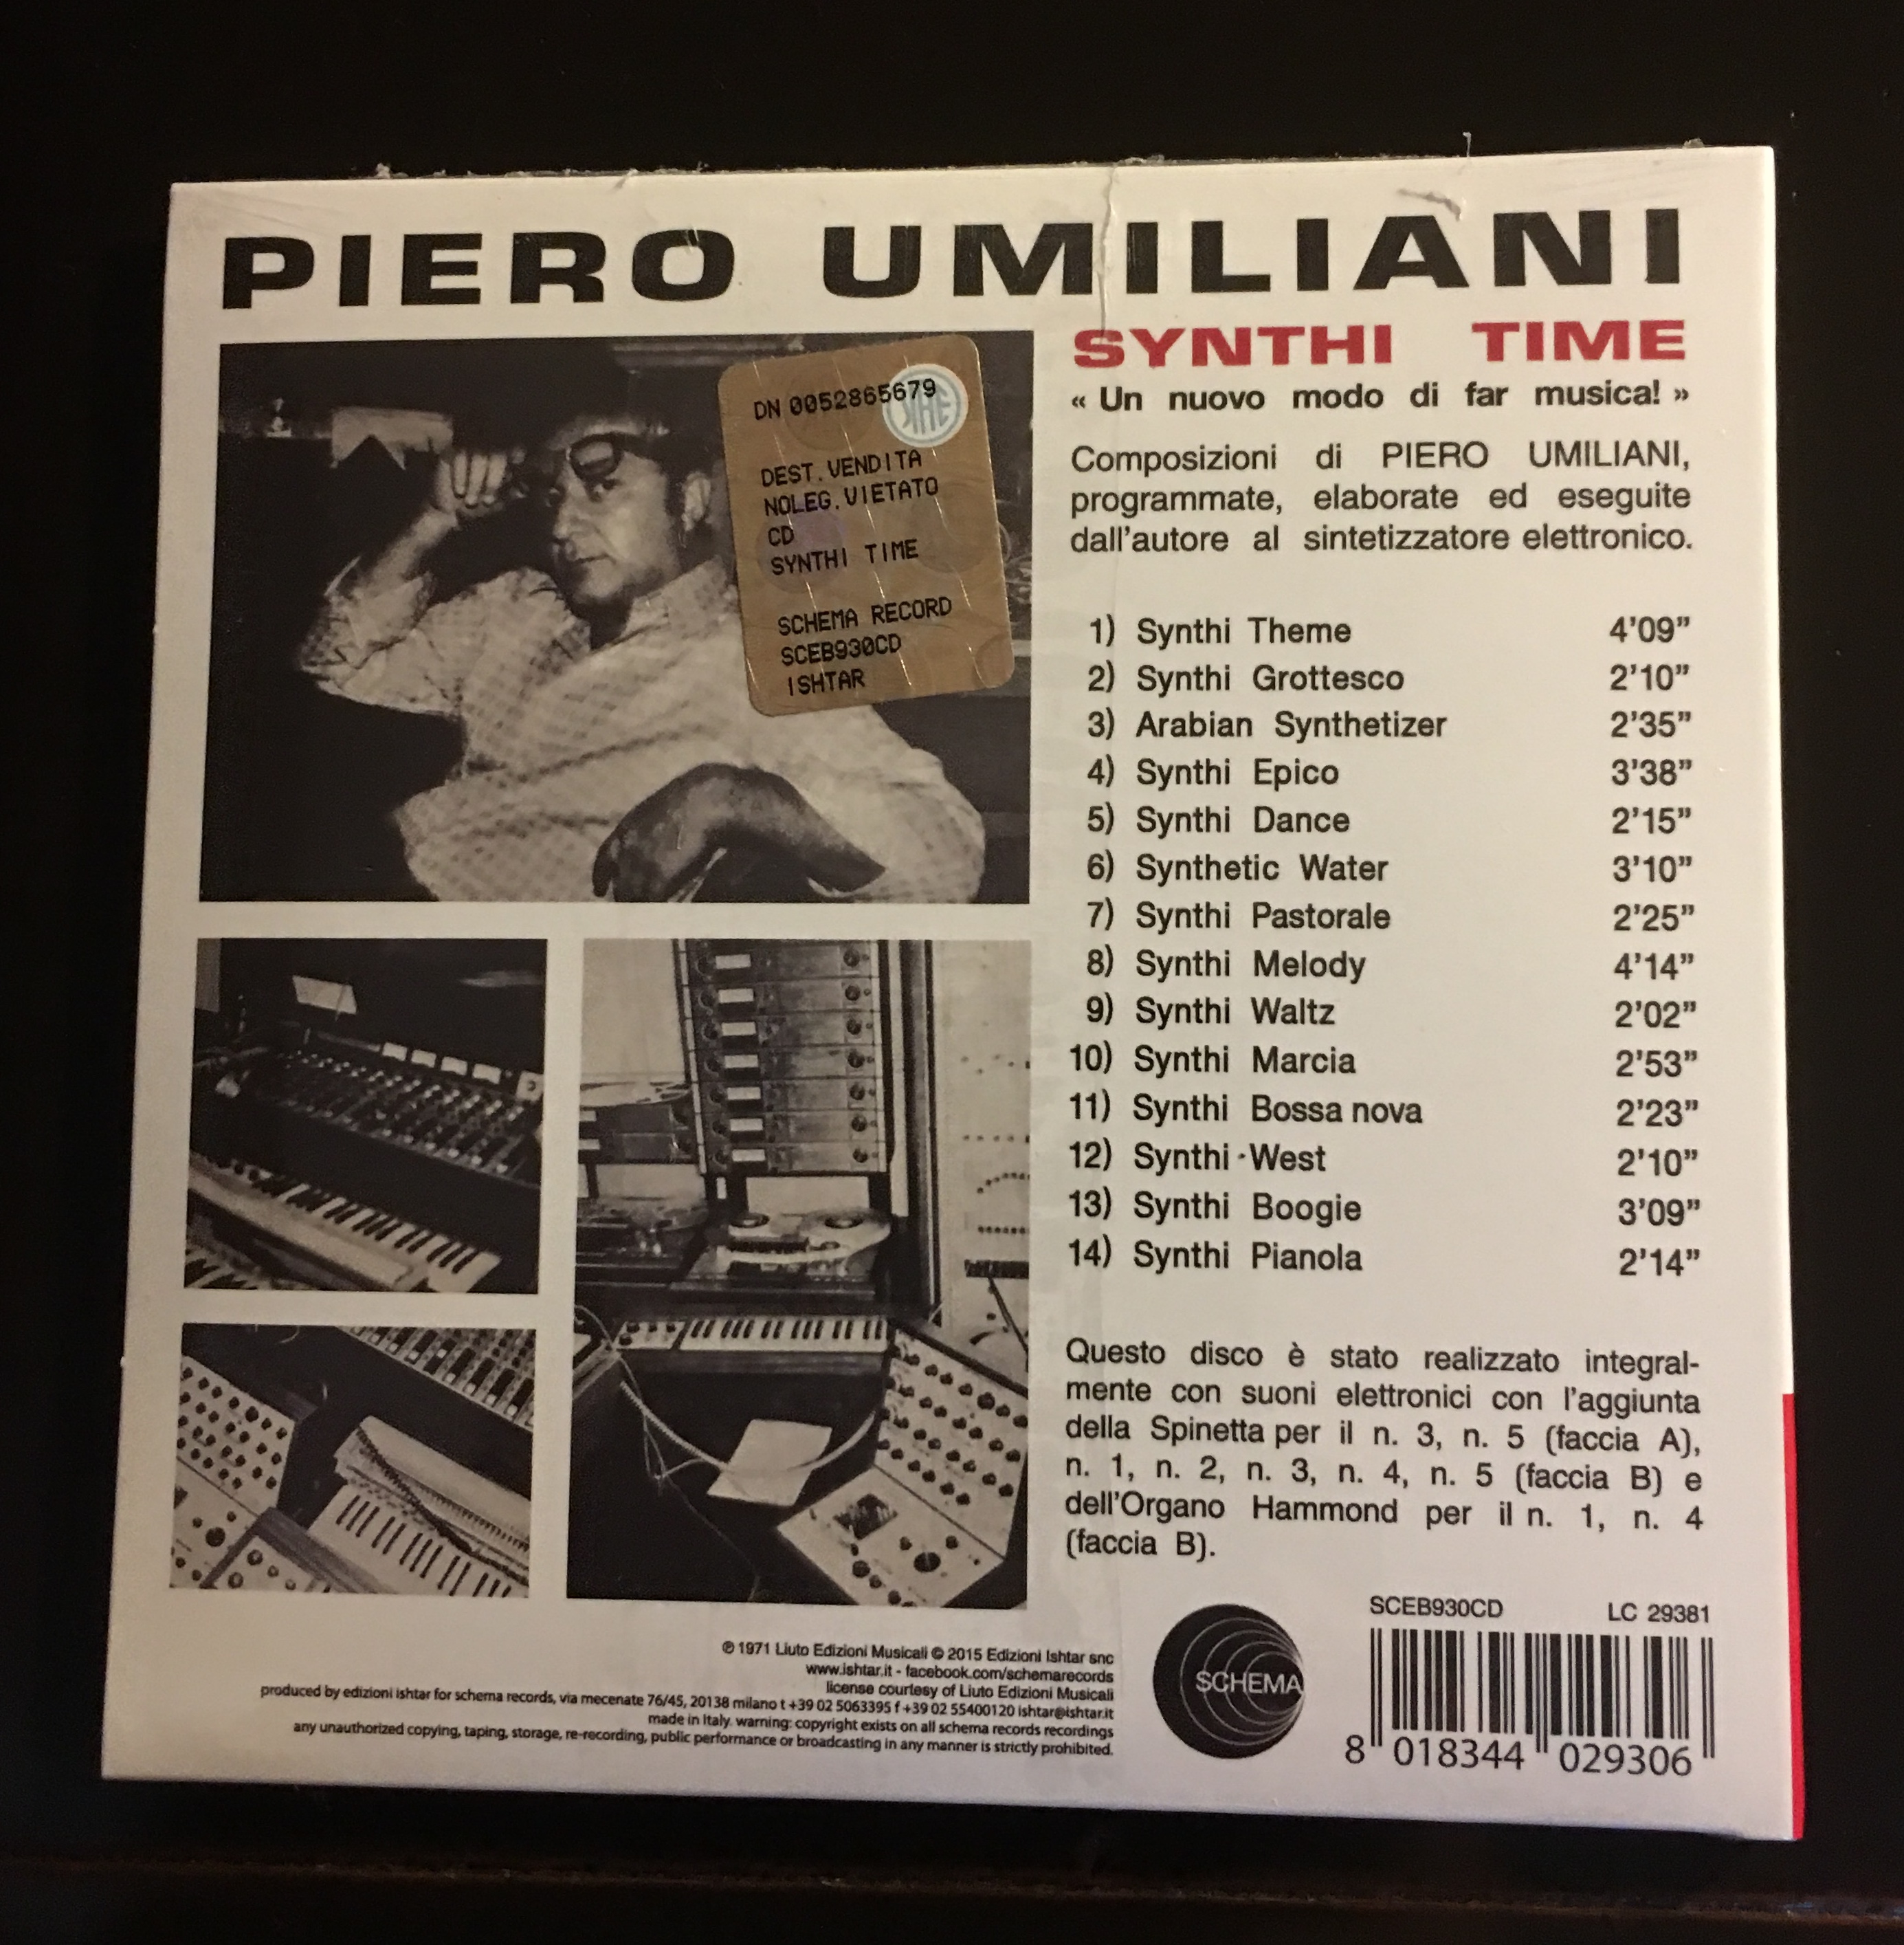 PIERO UMILIANI
SYNTHI TIME
« Un nuovo modo di far musica! »
Composizioni di PIERO UMILIANI,
programmate, elaborate ed eseguite
dall'autore al sintetizzatore elettronico.
DN 0052865679
SIAE
DEST.VENDITA
NOLEG.VIETATO
CD
SYNTHI TIME
SCHEMA RECORD
SCEB930CD
ISHTAR
1) Synthi Theme 4'09”
2) Synthi Grottesco 2'10”
3) Arabian Synthetizer 2'35”
4) Synthi Epico 3'38”
5) Synthi Dance 2'15”
6) Synthetic Water 3'10”
7) Synthi Pastorale 2'25”
8) Synthi Melody 4'14”
9) Synthi Waltz 2'02”
10) Synthi Marcia 2'53”
11) Synthi Bossa nova 2'23”
12) Synthi West 2'10”
13) Synthi Boogie 3'09”
14) Synthi Pianola 2'14”
Questo disco è stato realizzato integral-
mente con suoni elettronici con l'aggiunta
della Spinetta per il n. 3, n. 5 (faccia A),
n. 1, n. 2, n. 3, n. 4, n. 5 (faccia B) e
dell'Organo Hammond per il n. 1, n. 4
(faccia B).
℗ 1971 Liuto Edizioni Musicali © 2015 Edizioni Ishtar snc
www.ishtar.it - facebook.com/schemarecords
license courtesy of Liuto Edizioni Musicali
produced by edizioni ishtar for schema records, via mecenate 76/45, 20138 milano t +39 02 5063395 f +39 02 55400120 ishtar@ishtar.it
made in Italy. warning: copyright exists on all schema records recordings
any unauthorized copying, taping, storage, re-recording, public performance or broadcasting in any manner is strictly prohibited.
SCHEMA
SCEB930CD LC 29381
8 018344 029306